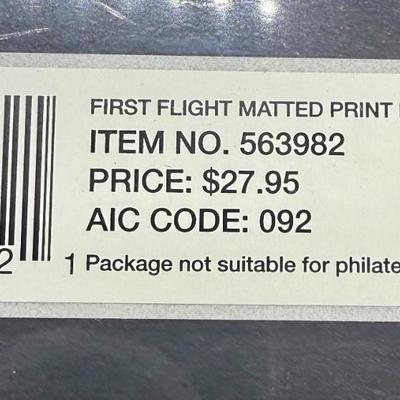 FIRST FLIGHT MATTED PRINT
ITEM NO. 563982
PRICE: $27.95
AIC CODE: 092
2 1 Package not suitable for philate